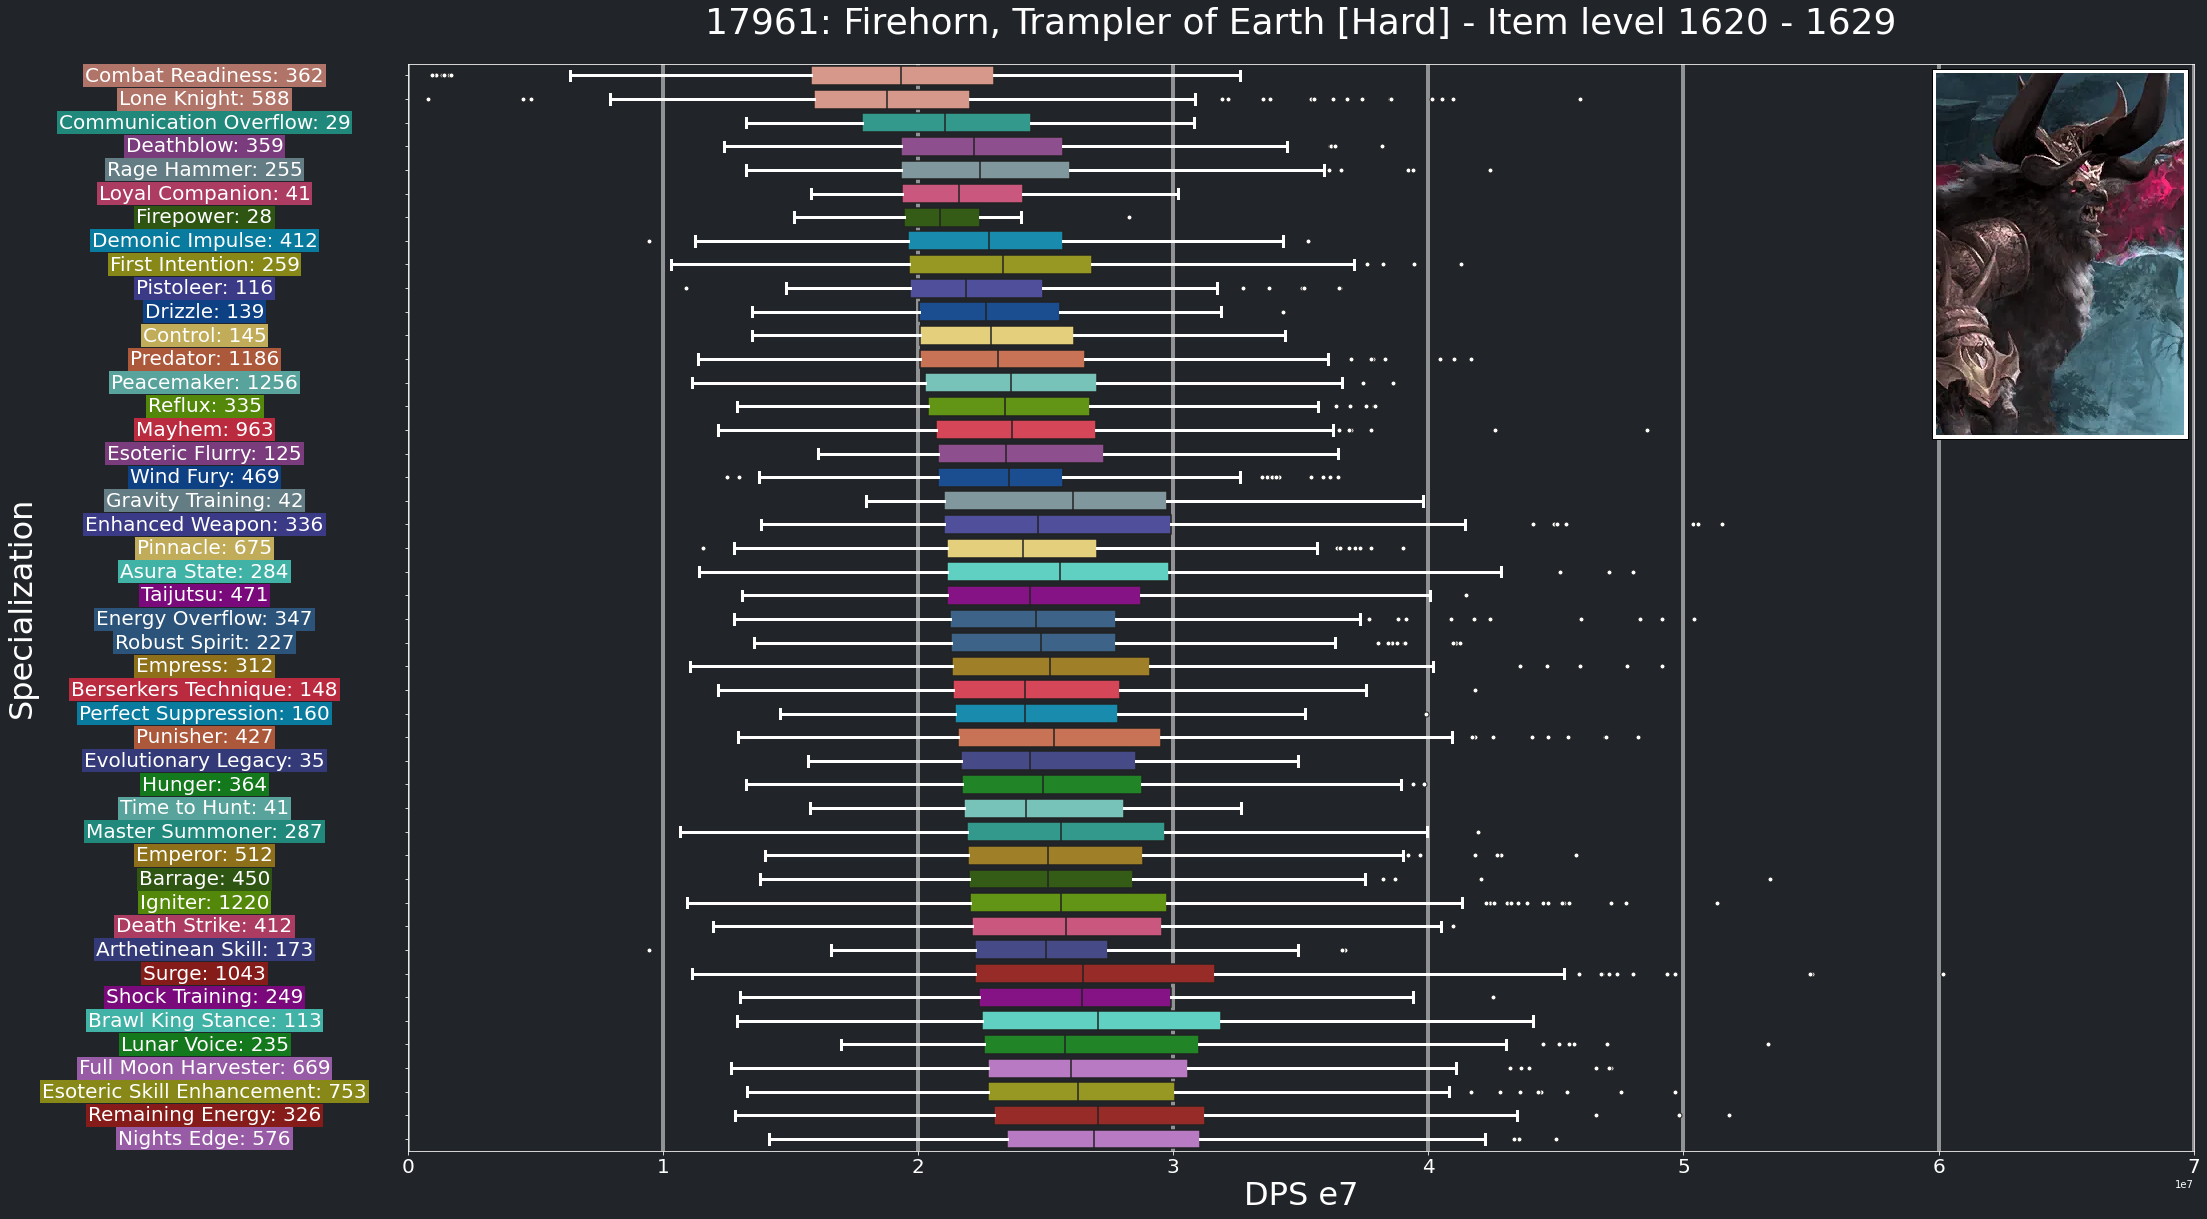 17961: Firehorn, Trampler of Earth [Hard] - Item level 1620 - 1629
Combat Readiness: 362
Lone Knight: 588
Communication Overflow: 29
Deathblow: 359
Rage Hammer: 255
Loyal Companion: 41
Firepower: 28
Demonic Impulse: 412
First Intention: 259
Pistoleer: 116
Drizzle: 139
Control: 145
Predator: 1186
Peacemaker: 1256
Reflux: 335
Mayhem: 963
Esoteric Flurry: 125
Wind Fury: 469
Gravity Training: 42
Enhanced Weapon: 336
Pinnacle: 675
Asura State: 284
Taijutsu: 471
Energy Overflow: 347
Robust Spirit: 227
Empress: 312
Berserkers Technique: 148
Perfect Suppression: 160
Punisher: 427
Evolutionary Legacy: 35
Hunger: 364
Time to Hunt: 41
Master Summoner: 287
Emperor: 512
Barrage: 450
Igniter: 1220
Death Strike: 412
Arthetinean Skill: 173
Surge: 1043
Shock Training: 249
Brawl King Stance: 113
Lunar Voice: 235
Full Moon Harvester: 669
Esoteric Skill Enhancement: 753
Remaining Energy: 326
Nights Edge: 576
Specialization
0 1 2 3 4 5 6 7
1e7
DPS e7